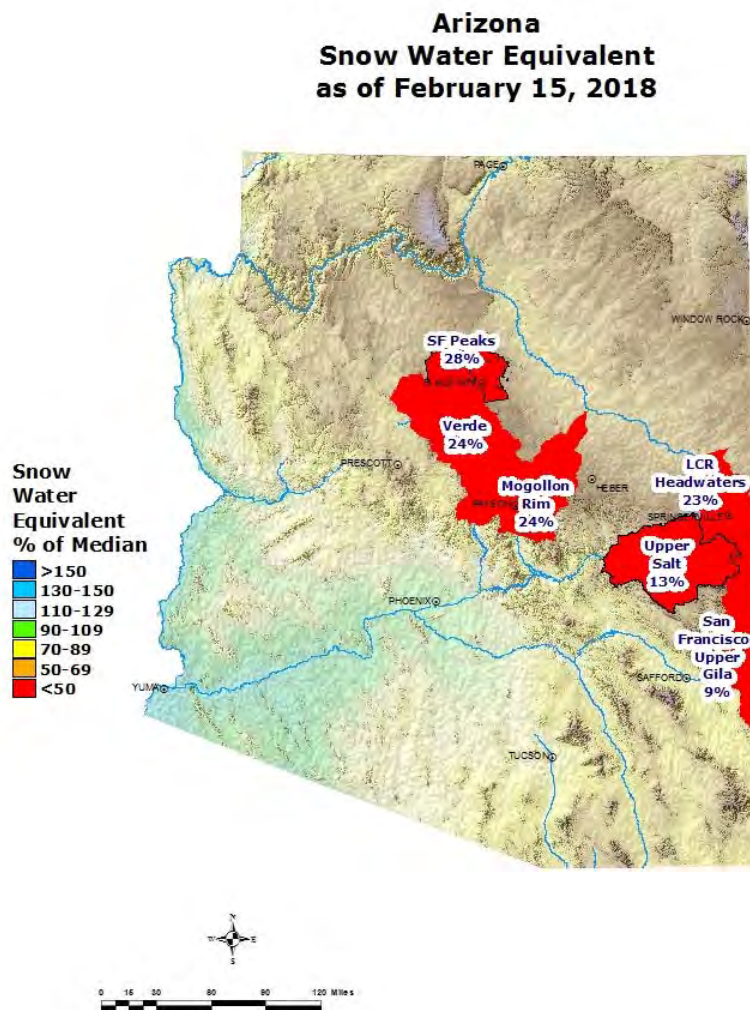 Arizona
Snow Water Equivalent
as of February 15, 2018
PAGE
WINDOW ROCK
SF Peaks
28%
Verde
24%
PRESCOTT
Mogollon
Rim
24%
HEBER
LCR
Headwaters
23%
Upper
Salt
13%
PHOENIX
San
Francisco
Upper
Gila
9%
SAFFORD
YUMA
TUCSON
Snow
Water
Equivalent
% of Median
>150
130-150
110-129
90-109
70-89
50-69
<50
N
W E
S
0 15 30 60 90 120 Miles